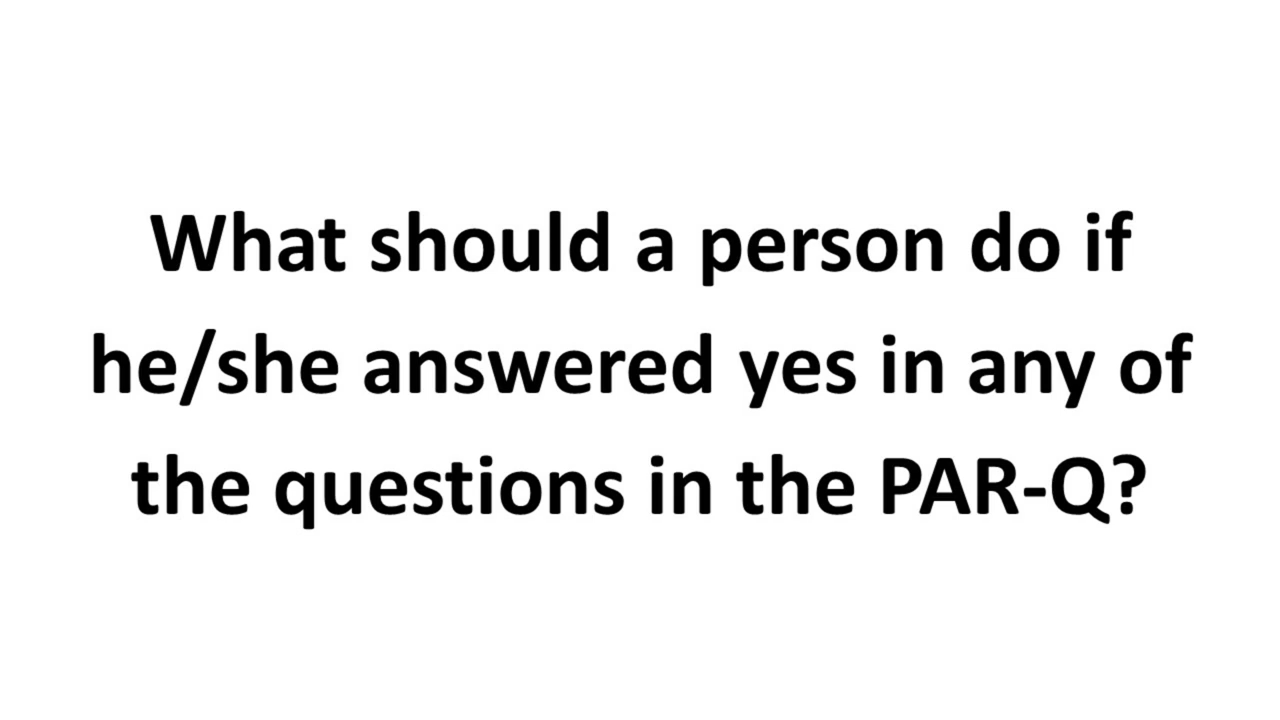 What should a person do if
he/she answered yes in any of
the questions in the PAR-Q?